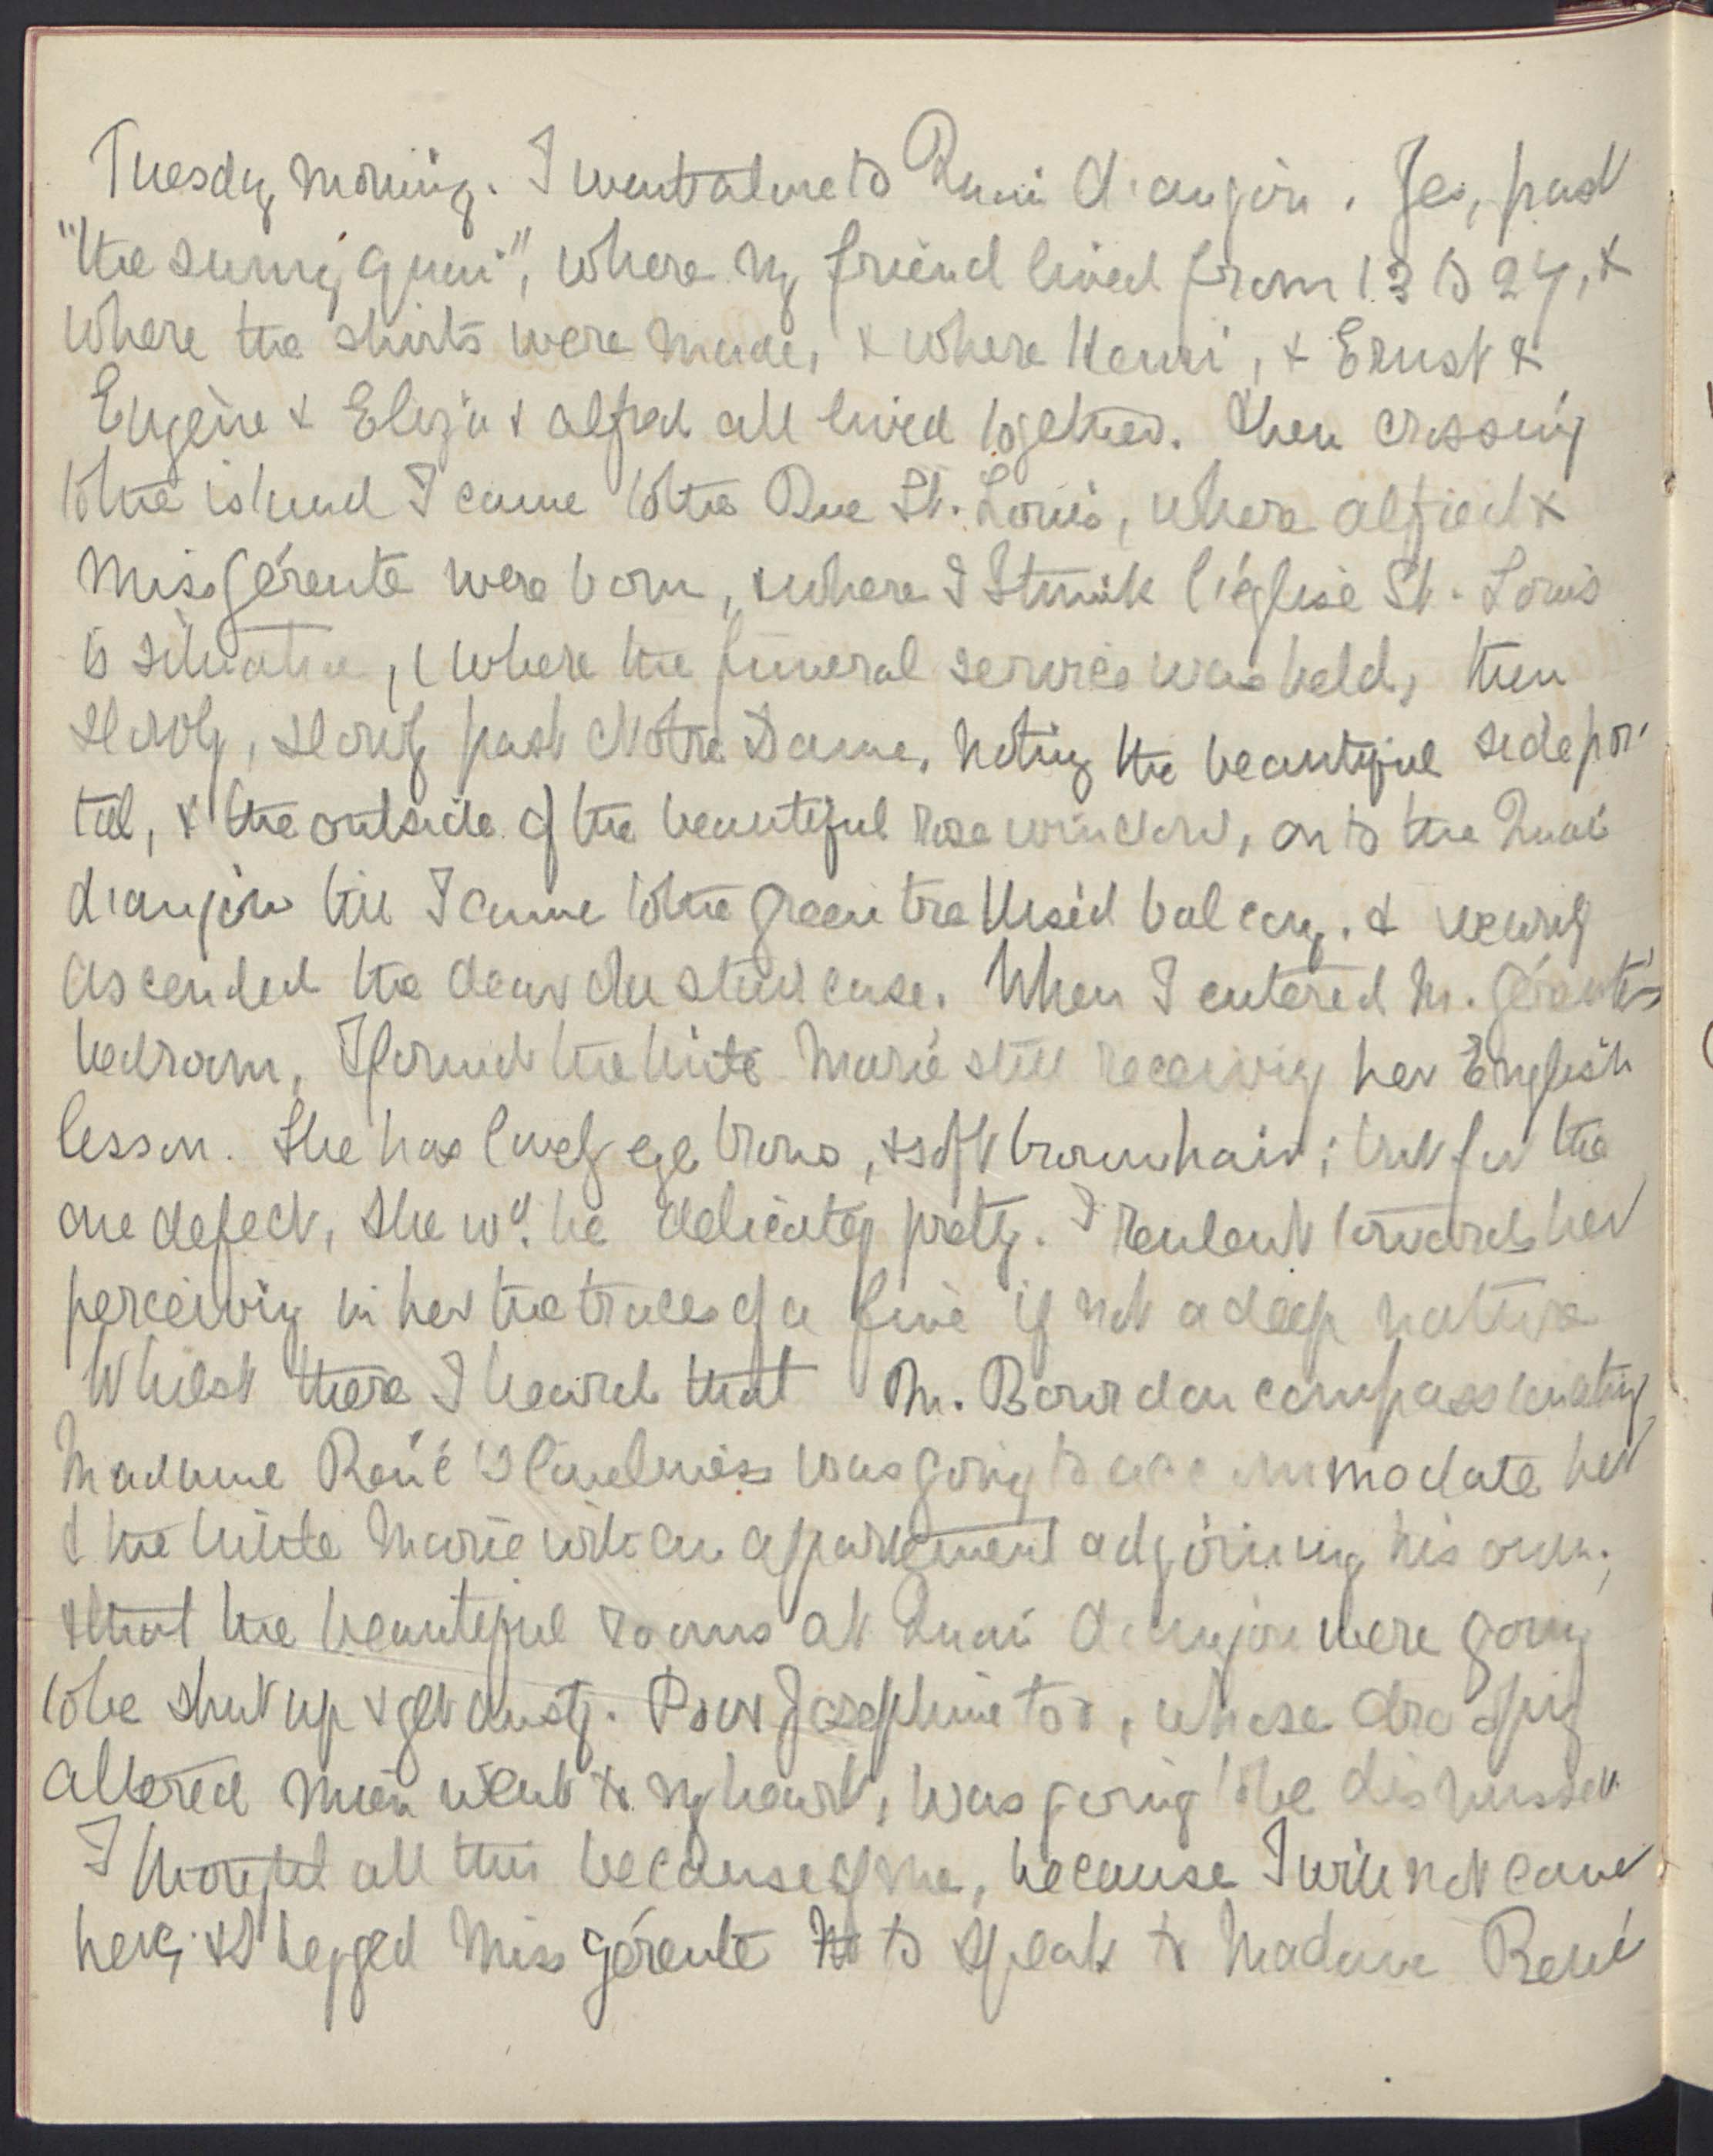 Tuesday morning. I went alone to Quai d'anjou. Yes, past
"the sunny quai", where my friend lived from 13 to 24, &
where the shirts were made, & where Henri, & Ernest &
Eugène & Eliza & alfred all lived together. Then crossing
to the island I came to the Rue St. Louis, where alfred &
Miss Gérente were born, & where I think l'église St. Louis
is situated, & where the funeral service was held, then
slowly, slowly past Notre Dame, noting the beautiful side por-
tal, & the outside of the beautiful rose window, on to the Quai
d'anjou till I came to the green trellised balcony. &
ascended the dear old staircase. When I entered M. Gérente's
bedroom, I found the little Marie still receiving her English
lesson. She has lovely eye brows, & soft brown hair; but for the
one defect, she wd. be delicately pretty. I towards her
perceiving in her the traces of a fine if not a deep nature
Whilst there I heard that M. Bourdon compassionating
Madame René's loneliness was going to accommodate her
& the little Marie with an appartement adjoining his own;
& that the beautiful rooms at Quai d'anjou were going
to be shut up & get dusty. Poor Josephine too, whose drooping
altered mien went to my heart, was going to be dismissed.
I thought all this because of me, because I will not come
here; & I begged Miss Gérente to speak to Madame René